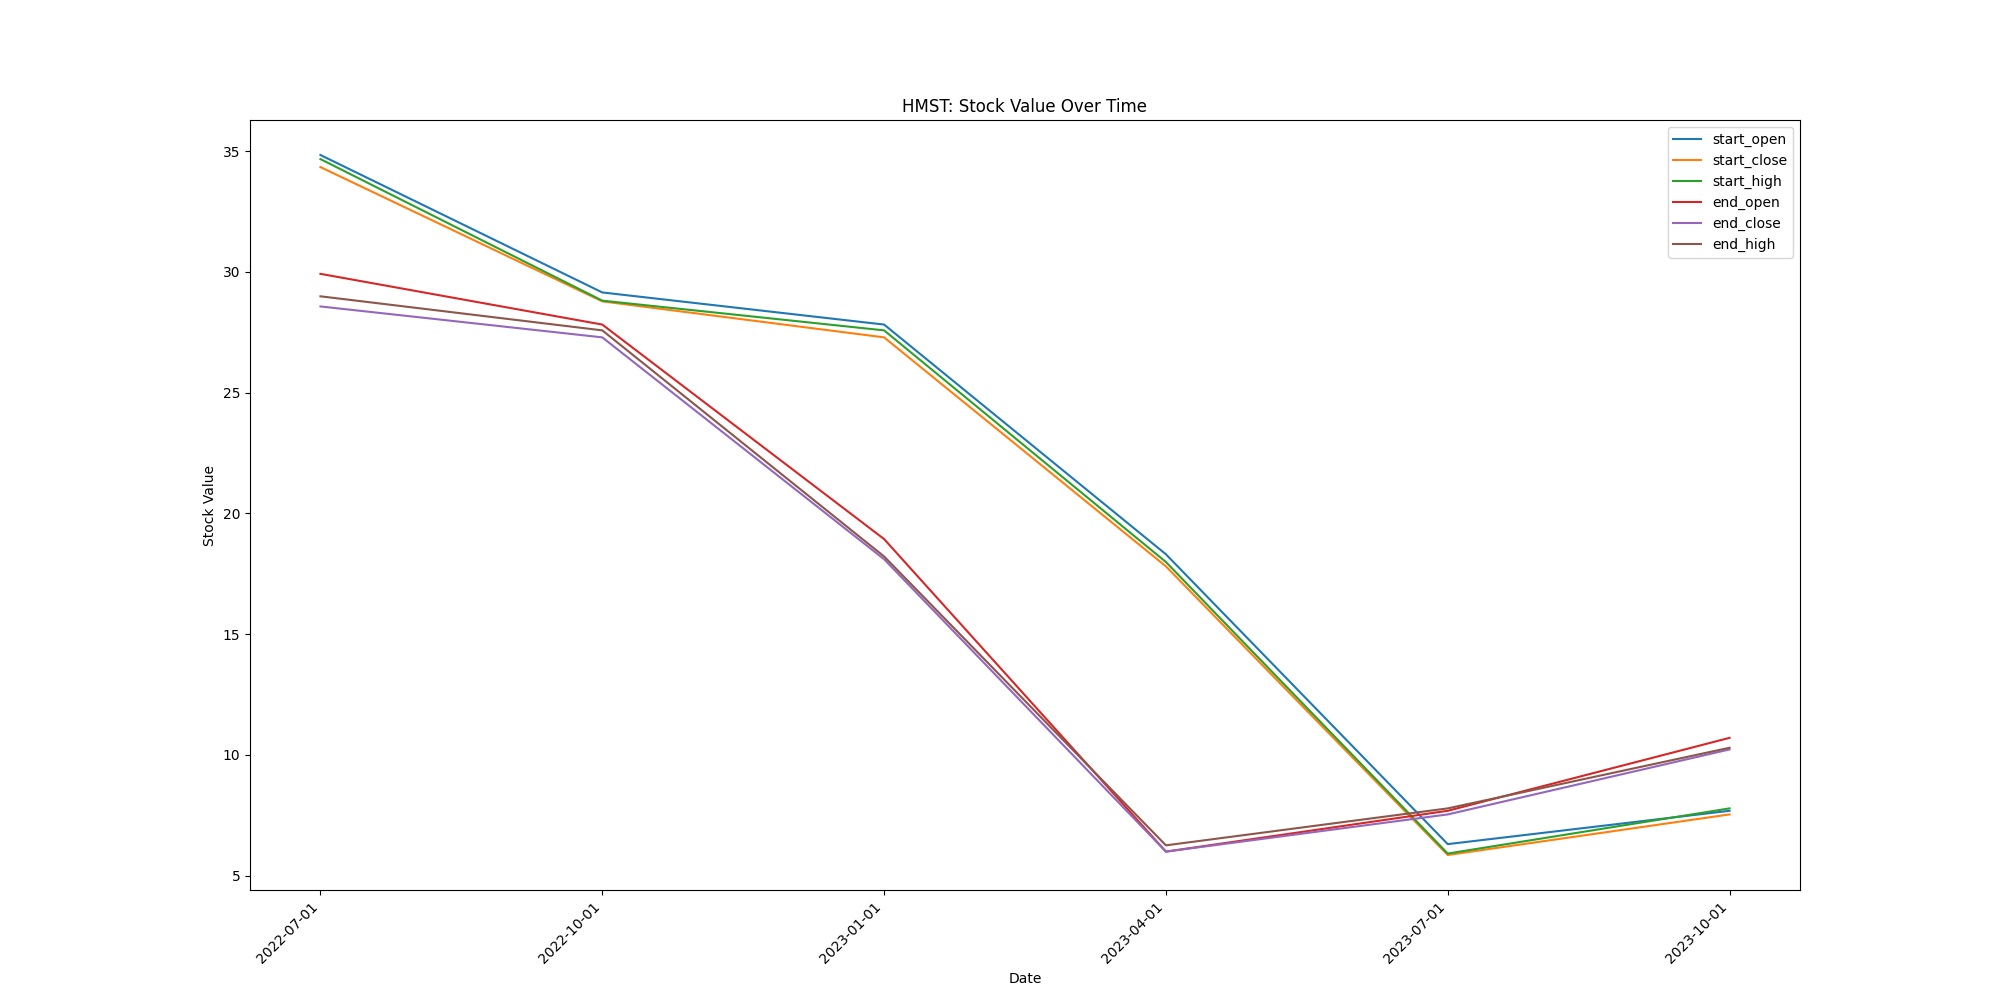 HMST: Stock Value Over Time
start_open
start_close
start_high
end_open
end_close
end_high
Stock Value
35
30
25
20
15
10
5
2022-07-01
2022-10-01
2023-01-01
2023-04-01
2023-07-01
2023-10-01
Date